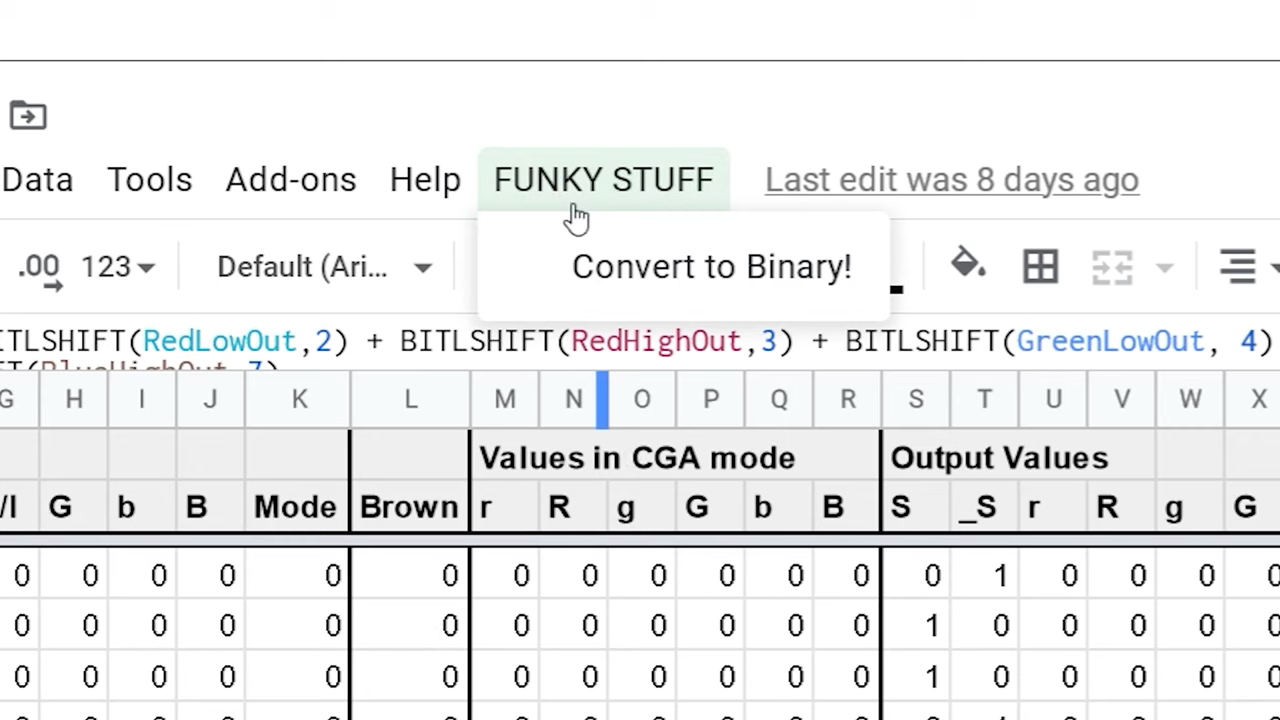 Data Tools Add-ons Help FUNKY STUFF Last edit was 8 days ago
.00 123 Default (Ari...
Convert to Binary!
ITLSHIFT(RedLowOut,2) + BITLSHIFT(RedHighOut,3) + BITLSHIFT(GreenLowOut, 4)
G H I J K L M N O P Q R S T U V W X
Values in CGA mode Output Values
/I G b B Mode Brown r R g G b B S _S r R g G
0 0 0 0 0 0 0 0 0 0 0 0 0 1 0 0 0 0
0 0 0 0 0 0 0 0 0 0 0 0 1 0 0 0 0 0
0 0 0 0 0 0 0 0 0 0 0 0 1 0 0 0 0 0